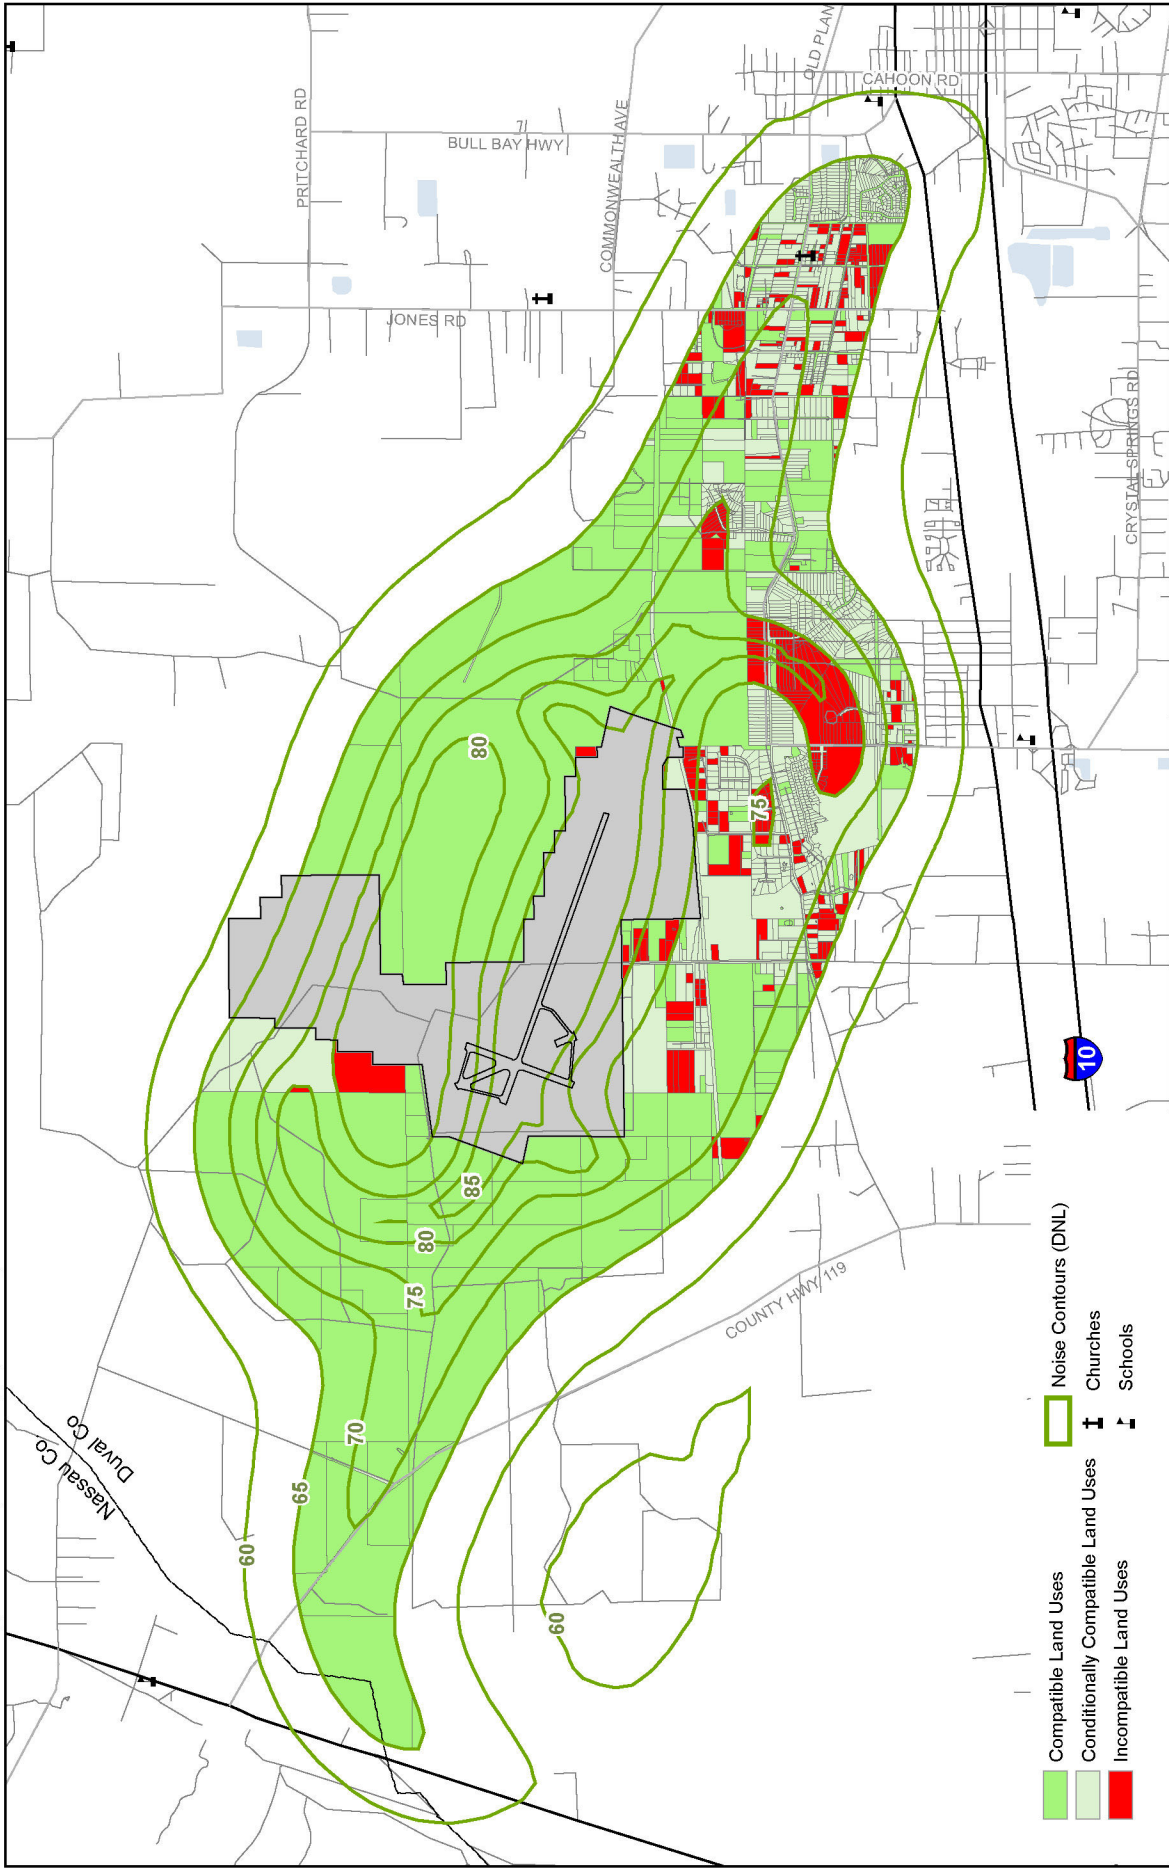 PRITCHARD RD
BULL BAY HWY
COMMONWEALTH AVE
OLD PLAN
CAHOON RD
JONES RD
CRYSTAL SPRINGS RD
80
75
85
80
75
70
65
60
60
Nassau Co
Duval Co
COUNTY HWY 119
10
Compatible Land Uses
Conditionally Compatible Land Uses
Incompatible Land Uses
Noise Contours (DNL)
Churches
Schools